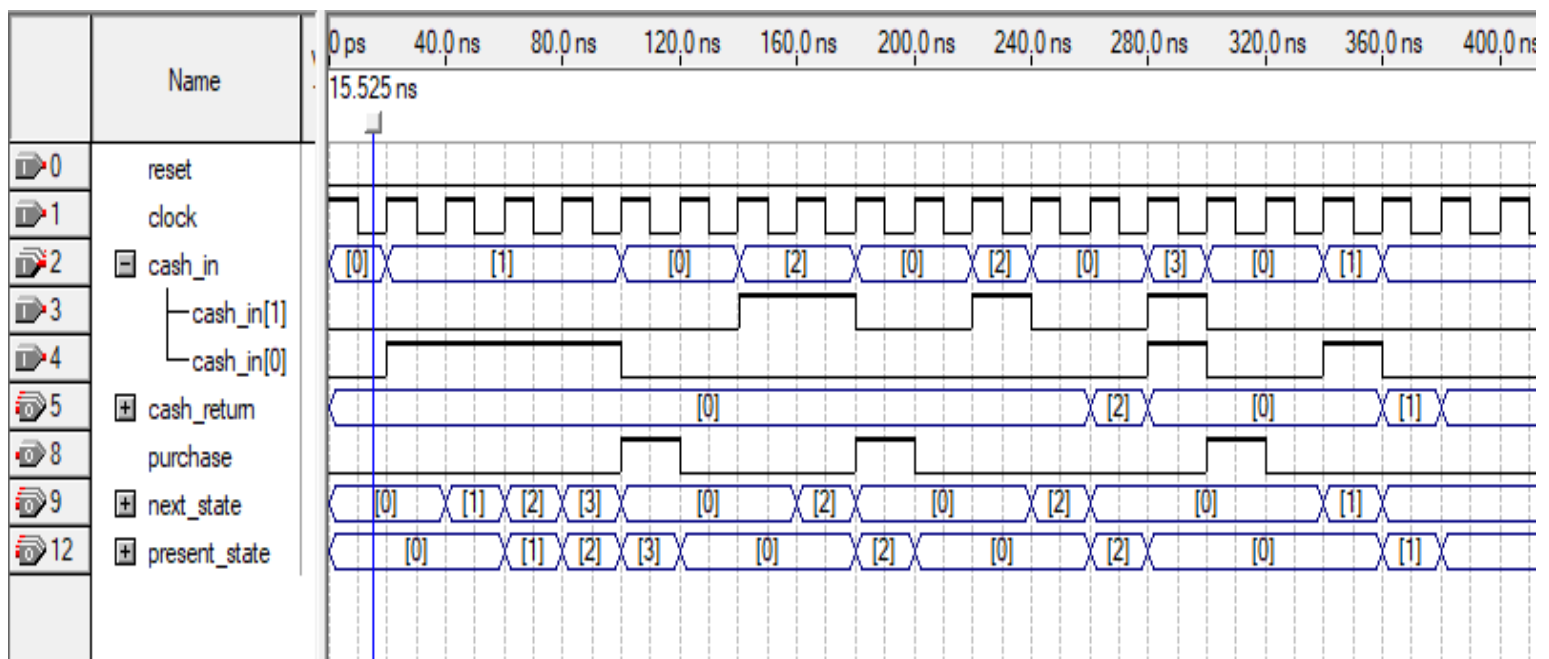 Name
0 ps 40.0 ns 80.0 ns 120.0 ns 160.0 ns 200.0 ns 240.0 ns 280.0 ns 320.0 ns 360.0 ns 400.0 ns
15.525 ns
0 reset
1 clock
2 cash_in [0] [1] [0] [2] [0] [2] [0] [3] [0] [1]
3 cash_in[1]
4 cash_in[0]
5 cash_return [0] [2] [0] [1]
8 purchase
9 next_state [0] [1] [2] [3] [0] [2] [0] [2] [0] [1]
12 present_state [0] [1] [2] [3] [0] [2] [0] [2] [0] [1]